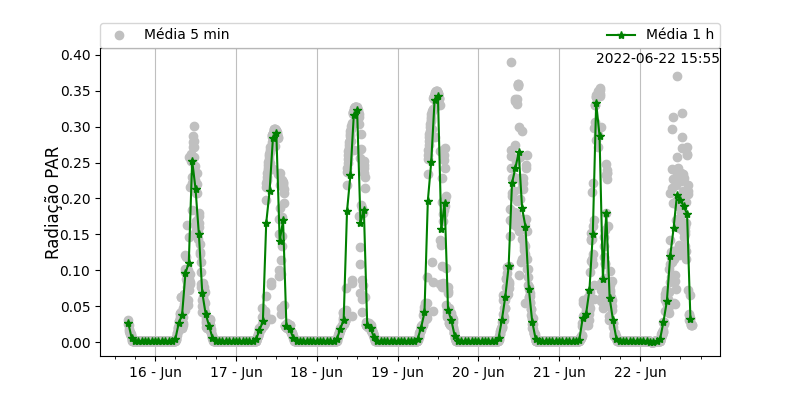 Média 5 min
Média 1 h
2022-06-22 15:55
Radiação PAR
0.40
0.35
0.30
0.25
0.20
0.15
0.10
0.05
0.00
16 - Jun
17 - Jun
18 - Jun
19 - Jun
20 - Jun
21 - Jun
22 - Jun